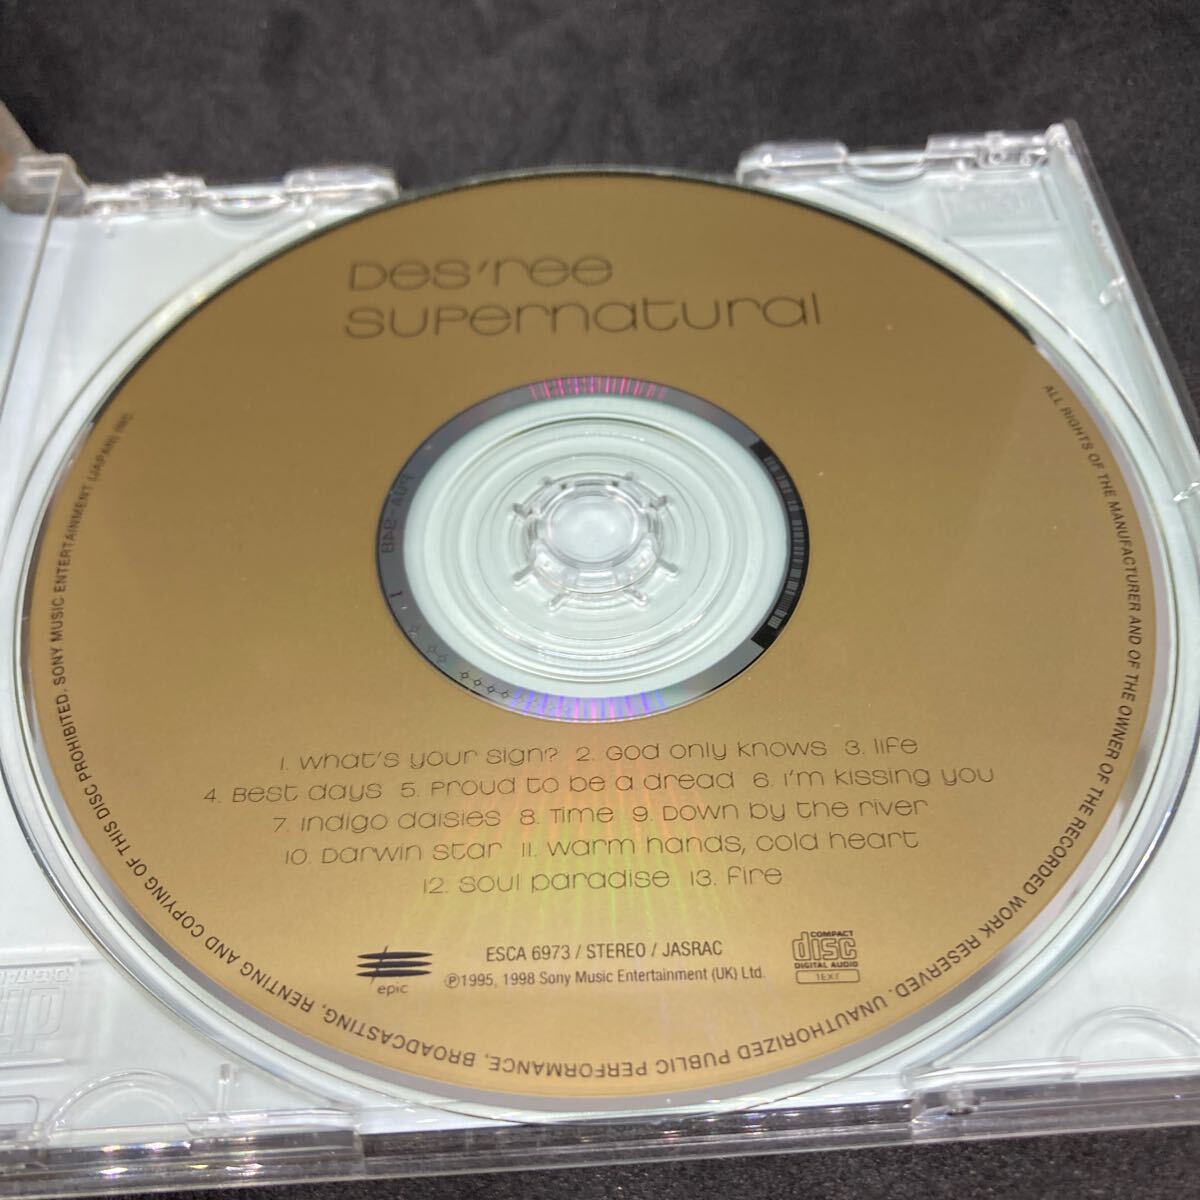 Des'ree
Supernatural
1. What's your sign? 2. God only knows 3. life
4. Best days 5. Proud to be a dread 6. I'm kissing you
7. Indigo daisies 8. Time 9. Down by the river
10. Darwin star 11. Warm hands, cold heart
12. Soul paradise 13. Fire
epic
ESCA 6973 / STEREO / JASRAC
℗1995, 1998 Sony Music Entertainment (UK) Ltd.
COMPACT
disc
DIGITAL AUDIO
TEXT
ALL RIGHTS OF THE MANUFACTURER AND OF THE OWNER OF THE RECORDED WORK RESERVED. UNAUTHORIZED PUBLIC PERFORMANCE, BROADCASTING, RENTING AND COPYING OF THIS DISC PROHIBITED. SONY MUSIC ENTERTAINMENT (JAPAN) INC.